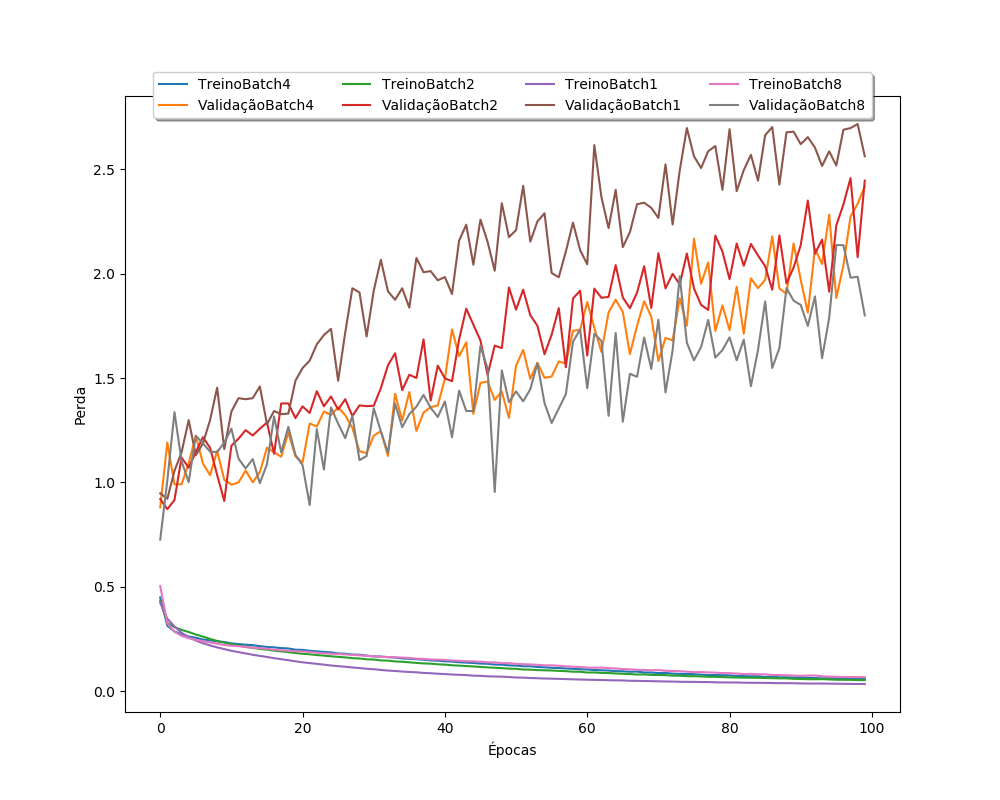 TreinoBatch4 TreinoBatch2 TreinoBatch1 TreinoBatch8
ValidaçãoBatch4 ValidaçãoBatch2 ValidaçãoBatch1 ValidaçãoBatch8
2.5
2.0
1.5
1.0
0.5
0.0
Perda
0 20 40 60 80 100
Épocas